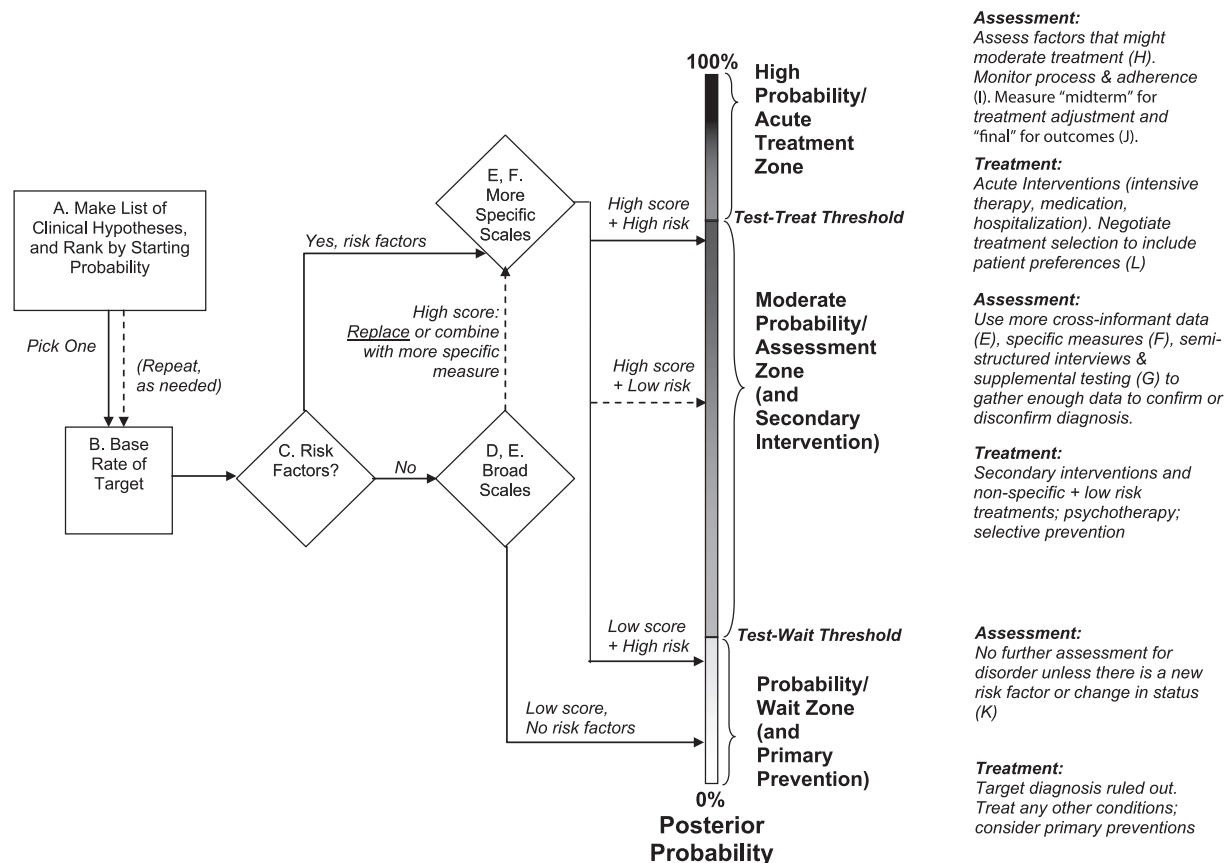 A. Make List of
Clinical Hypotheses,
and Rank by Starting
Probability
Pick One
(Repeat,
as needed)
B. Base
Rate of
Target
C. Risk
Factors?
Yes, risk factors
No
E, F.
More
Specific
Scales
High score:
Replace or combine
with more specific
measure
D, E.
Broad
Scales
High score
+ High risk
High score
+ Low risk
Low score
+ High risk
Low score,
No risk factors
100%
High
Probability/
Acute
Treatment
Zone
Test-Treat Threshold
Moderate
Probability/
Assessment
Zone
(and
Secondary
Intervention)
Test-Wait Threshold
Probability/
Wait Zone
(and
Primary
Prevention)
0%
Posterior
Probability
Assessment:
Assess factors that might
moderate treatment (H).
Monitor process & adherence
(I). Measure “midterm” for
treatment adjustment and
“final” for outcomes (J).
Treatment:
Acute Interventions (intensive
therapy, medication,
hospitalization). Negotiate
treatment selection to include
patient preferences (L)
Assessment:
Use more cross-informant data
(E), specific measures (F), semi-
structured interviews &
supplemental testing (G) to
gather enough data to confirm or
disconfirm diagnosis.
Treatment:
Secondary interventions and
non-specific + low risk
treatments; psychotherapy;
selective prevention
Assessment:
No further assessment for
disorder unless there is a new
risk factor or change in status
(K)
Treatment:
Target diagnosis ruled out.
Treat any other conditions;
consider primary preventions